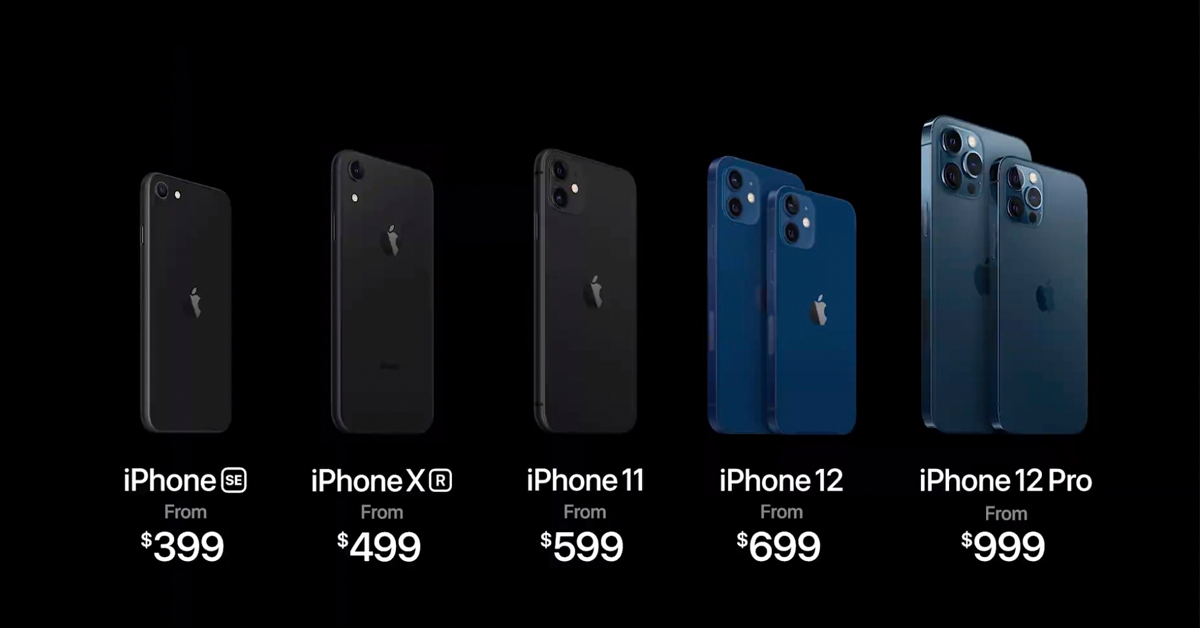 iPhone SE
From
$399
iPhone XR
From
$499
iPhone 11
From
$599
iPhone 12
From
$699
iPhone 12 Pro
From
$999